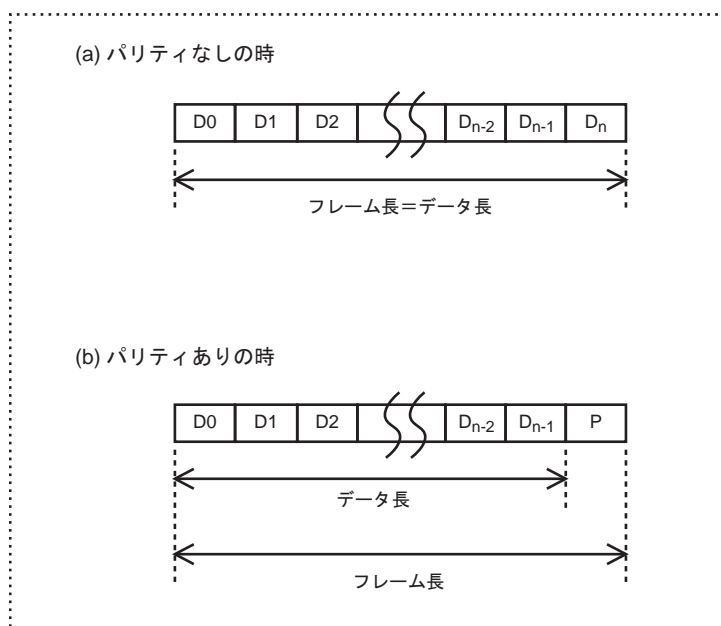 (a) パリティなしの時
D0 D1 D2 Dn-2 Dn-1 Dn
フレーム長＝データ長
(b) パリティありの時
D0 D1 D2 Dn-2 Dn-1 P
データ長
フレーム長